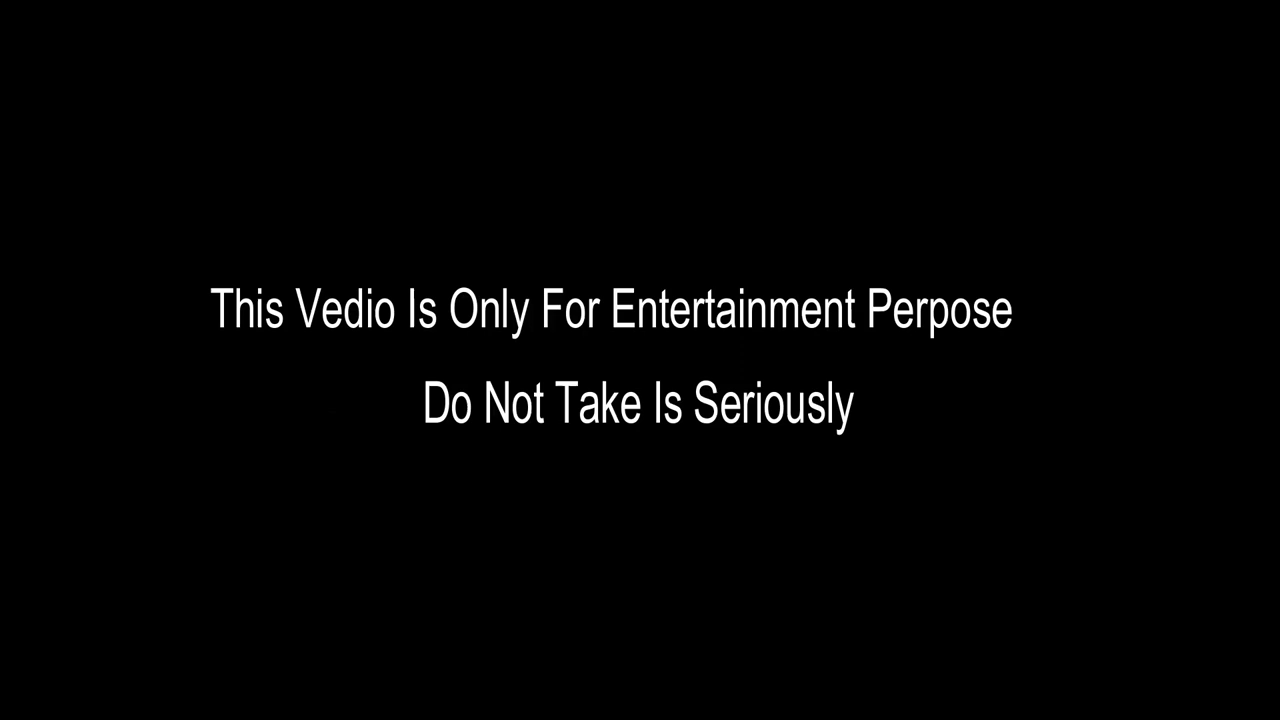 This Vedio Is Only For Entertainment Perpose
Do Not Take Is Seriously